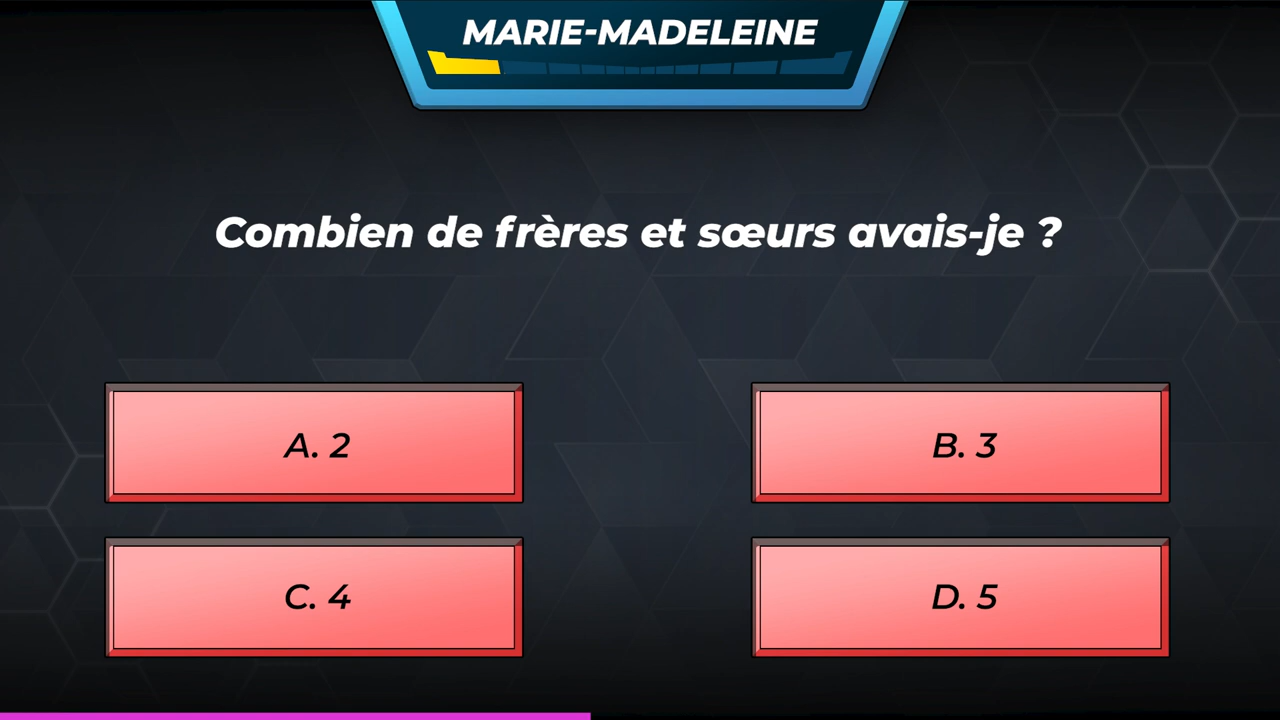 MARIE-MADELEINE
Combien de frères et sœurs avais-je ?
A. 2
B. 3
C. 4
D. 5